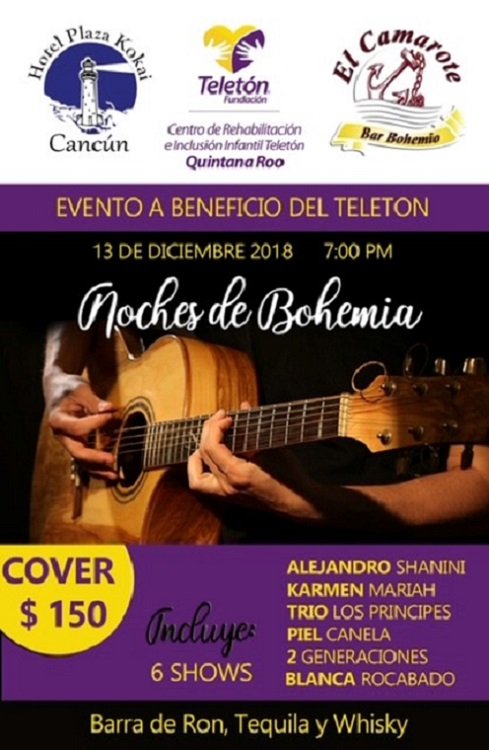 Hotel Plaza Kokai
Cancún
Teletón
Fundación
Centro de Rehabilitación
e Inclusión Infantil Teletón
Quintana Roo
El Camarote
Bar Bohemio
EVENTO A BENEFICIO DEL TELETON
13 DE DICIEMBRE 2018 7:00 PM
Noches de Bohemia
COVER
$ 150
Incluye:
6 SHOWS
ALEJANDRO SHANINI
KARMEN MARIAH
TRIO LOS PRINCIPES
PIEL CANELA
2 GENERACIONES
BLANCA ROCABADO
Barra de Ron, Tequila y Whisky